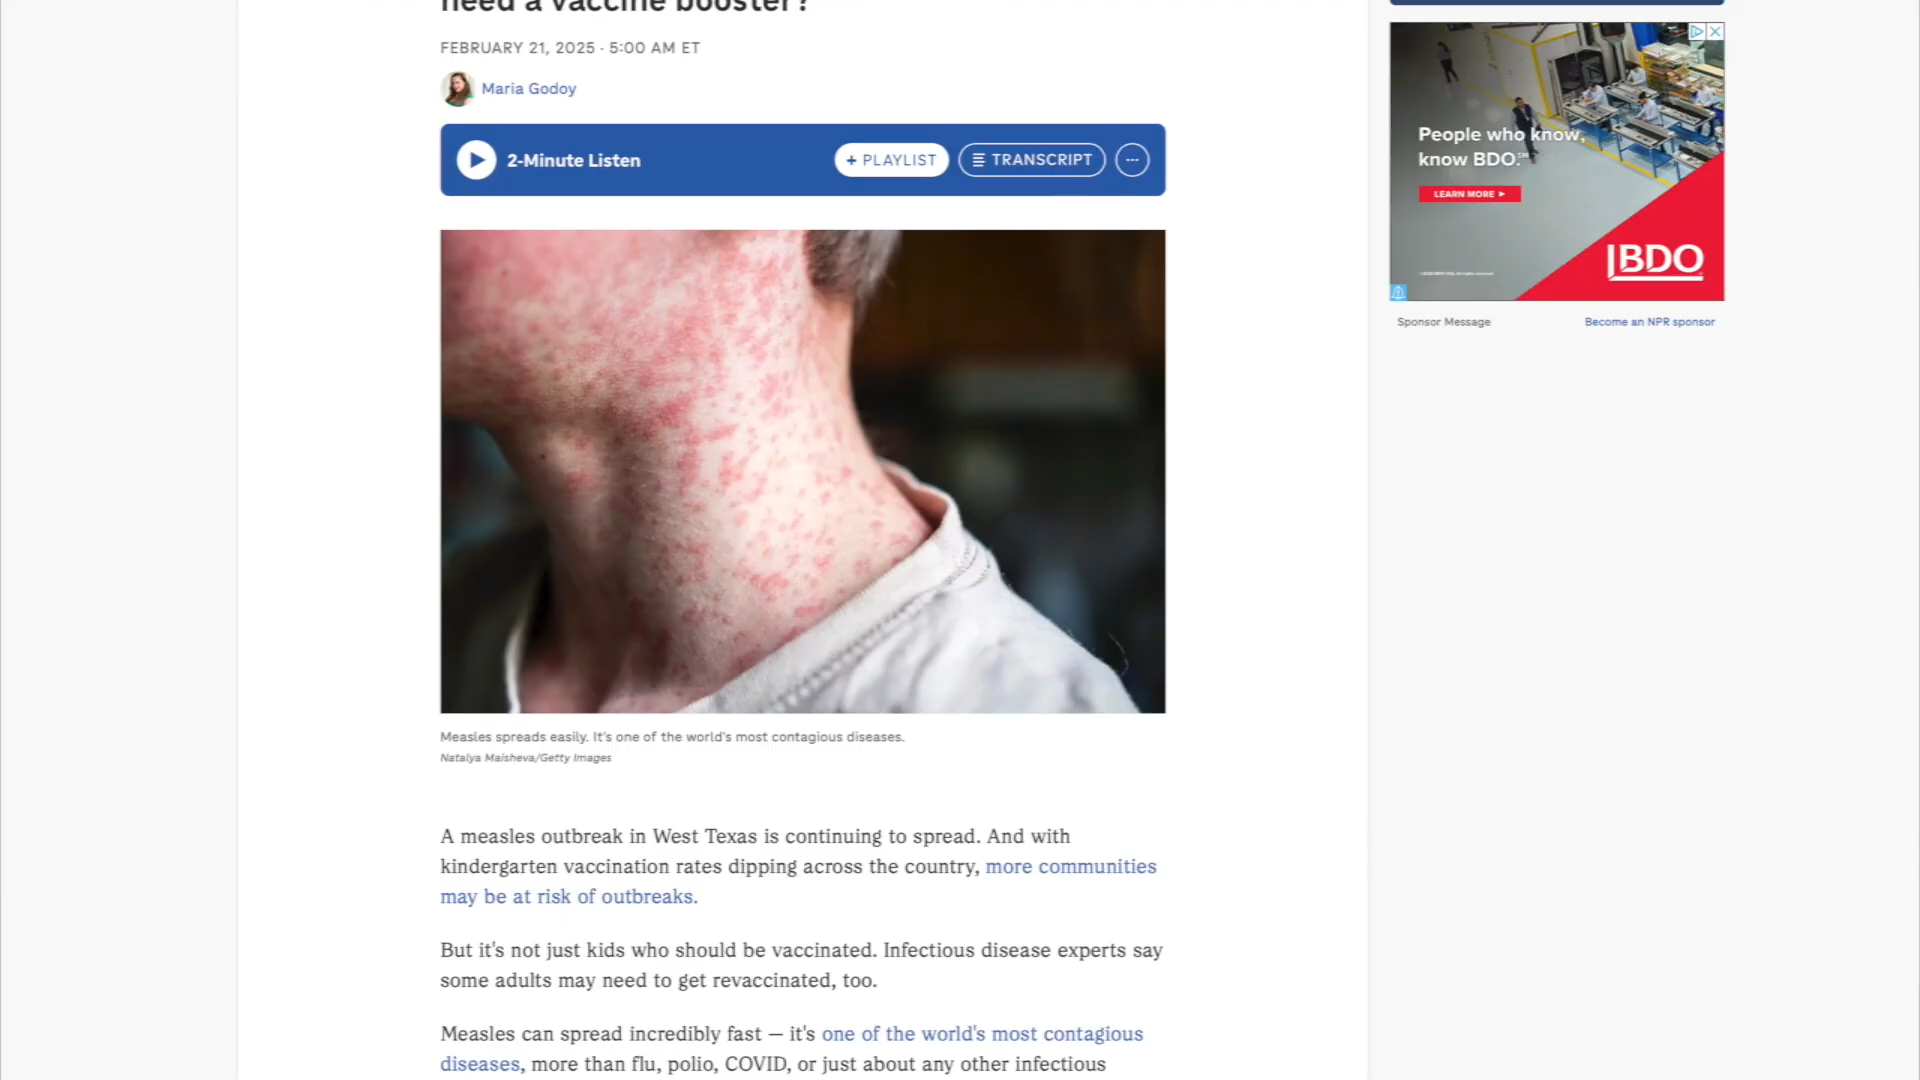 need a vaccine booster?
FEBRUARY 21, 2025 · 5:00 AM ET
Maria Godoy
2-Minute Listen
+ PLAYLIST
TRANSCRIPT
Measles spreads easily. It's one of the world's most contagious diseases.
Natalya Maisheva/Getty Images
A measles outbreak in West Texas is continuing to spread. And with
kindergarten vaccination rates dipping across the country, more communities
may be at risk of outbreaks.
But it's not just kids who should be vaccinated. Infectious disease experts say
some adults may need to get revaccinated, too.
Measles can spread incredibly fast — it's one of the world's most contagious
diseases, more than flu, polio, COVID, or just about any other infectious
People who know,
know BDO.℠
LEARN MORE ►
BDO
Sponsor Message
Become an NPR sponsor